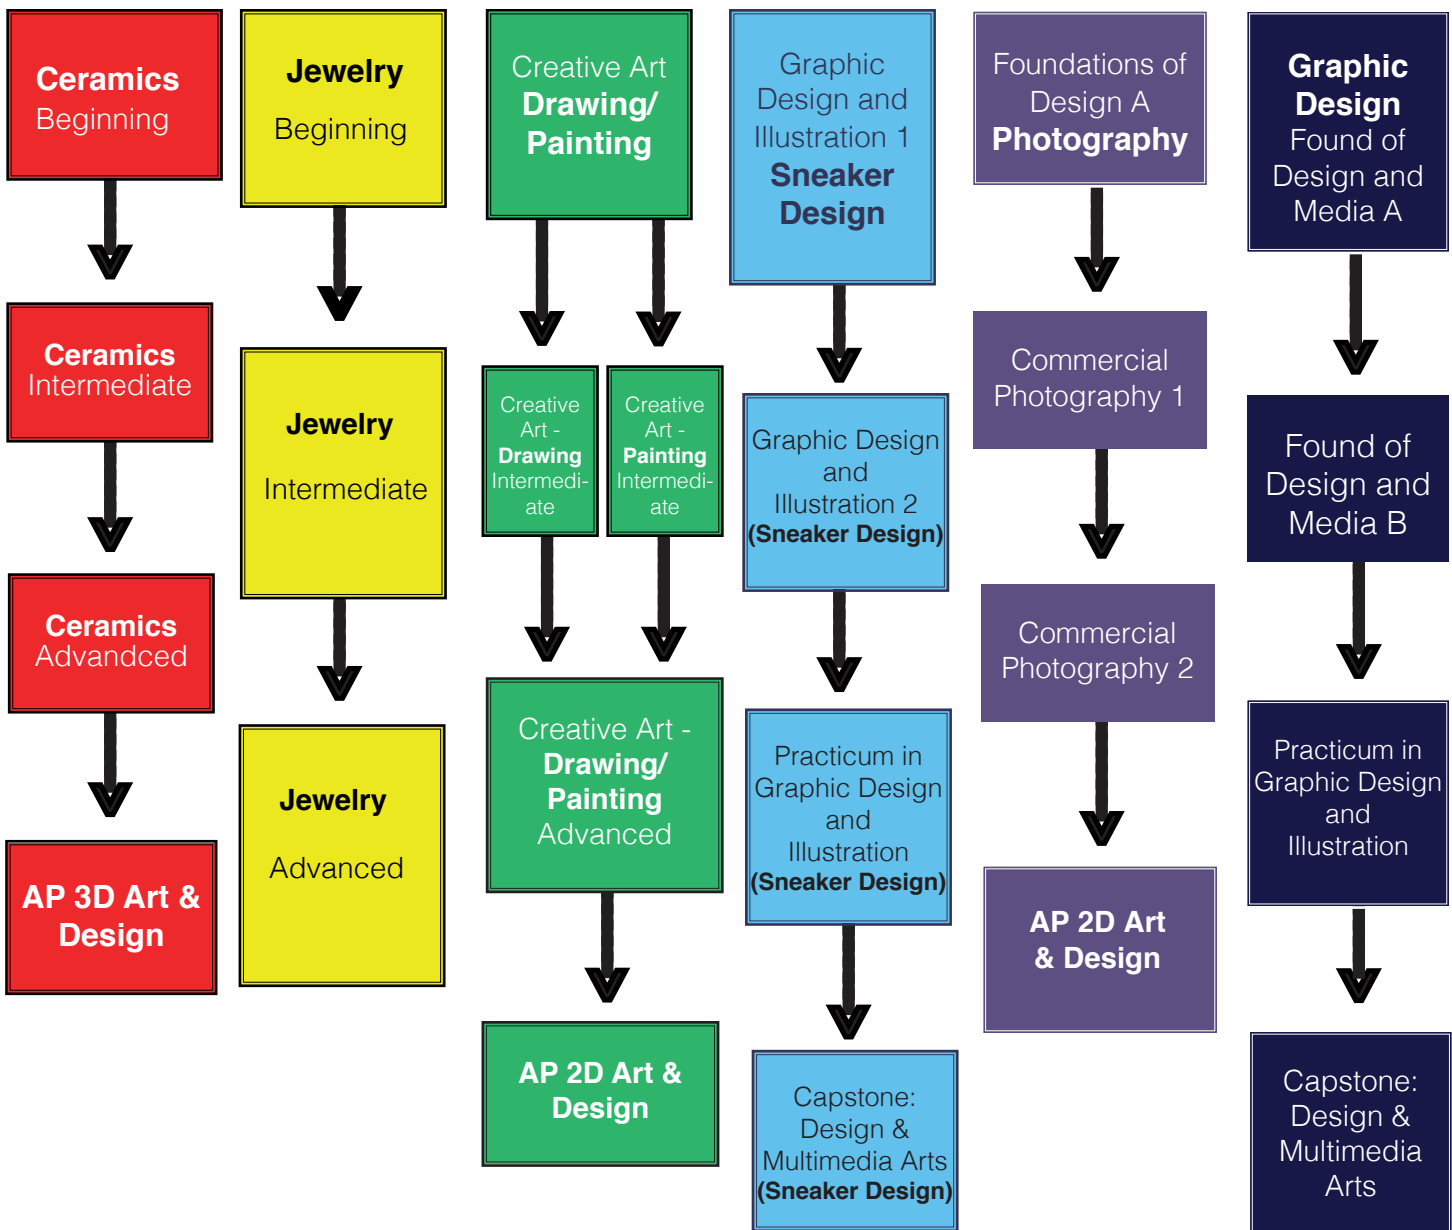 Ceramics
Beginning
Ceramics
Intermediate
Ceramics
Advandced
AP 3D Art &
Design
Jewelry
Beginning
Jewelry
Intermediate
Jewelry
Advanced
Creative Art
Drawing/
Painting
Creative
Art -
Drawing
Intermedi-
ate
Creative
Art -
Painting
Intermedi-
ate
Creative Art -
Drawing/
Painting
Advanced
AP 2D Art &
Design
Graphic
Design and
Illustration 1
Sneaker
Design
Graphic Design
and
Illustration 2
(Sneaker Design)
Practicum in
Graphic Design
and
Illustration
(Sneaker Design)
Capstone:
Design &
Multimedia Arts
(Sneaker Design)
Foundations of
Design A
Photography
Commercial
Photography 1
Commercial
Photography 2
AP 2D Art
& Design
Graphic
Design
Found of
Design and
Media A
Found of
Design and
Media B
Practicum in
Graphic Design
and
Illustration
Capstone:
Design &
Multimedia
Arts